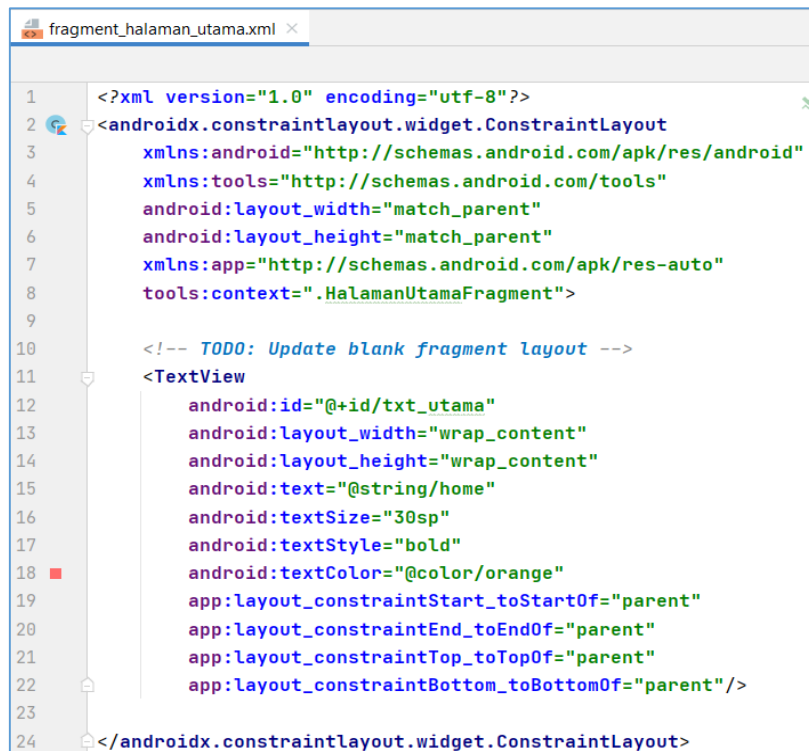 fragment_halaman_utama.xml
1 <?xml version="1.0" encoding="utf-8"?>
2 <androidx.constraintlayout.widget.ConstraintLayout
3     xmlns:android="http://schemas.android.com/apk/res/android"
4     xmlns:tools="http://schemas.android.com/tools"
5     android:layout_width="match_parent"
6     android:layout_height="match_parent"
7     xmlns:app="http://schemas.android.com/apk/res-auto"
8     tools:context=".HalamanUtamaFragment">
9
10     <!-- TODO: Update blank fragment layout -->
11     <TextView
12         android:id="@+id/txt_utama"
13         android:layout_width="wrap_content"
14         android:layout_height="wrap_content"
15         android:text="@string/home"
16         android:textSize="30sp"
17         android:textStyle="bold"
18         android:textColor="@color/orange"
19         app:layout_constraintStart_toStartOf="parent"
20         app:layout_constraintEnd_toEndOf="parent"
21         app:layout_constraintTop_toTopOf="parent"
22         app:layout_constraintBottom_toBottomOf="parent"/>
23
24 </androidx.constraintlayout.widget.ConstraintLayout>